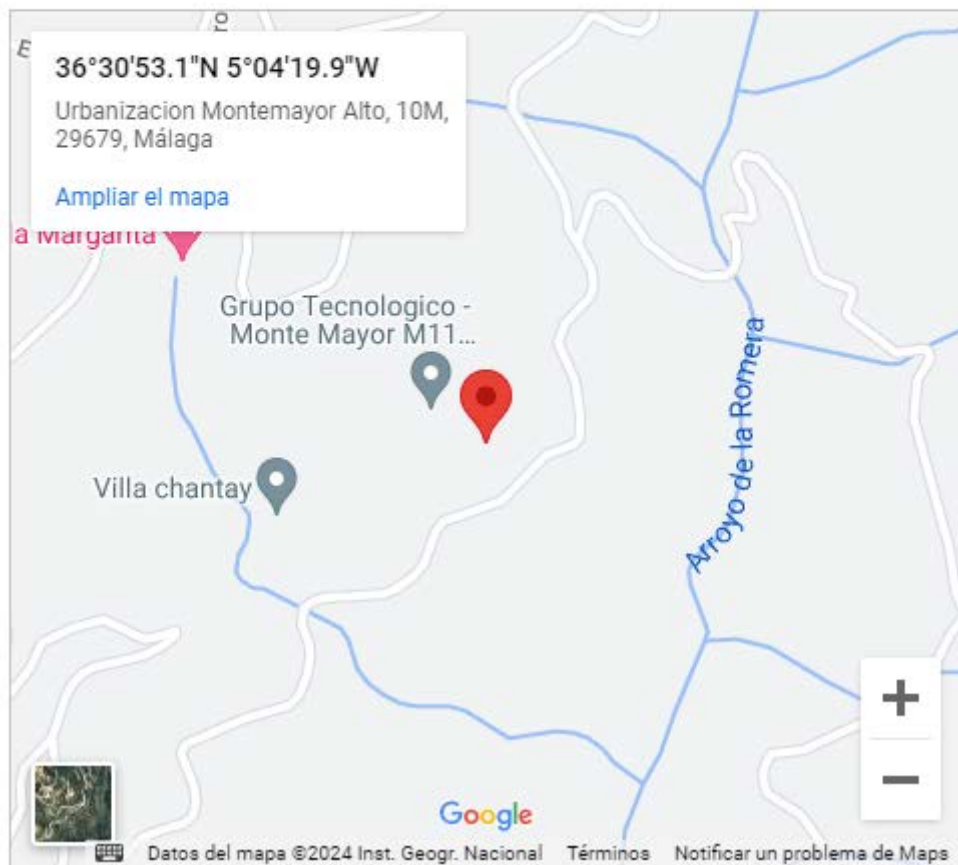 36°30'53.1"N 5°04'19.9"W
Urbanizacion Montemayor Alto, 10M,
29679, Málaga
Ampliar el mapa
a Margarita
Grupo Tecnologico -
Monte Mayor M11...
Villa chantay
Arroyo de la Romera
+
−
Google
Datos del mapa ©2024 Inst. Geogr. Nacional Términos Notificar un problema de Maps